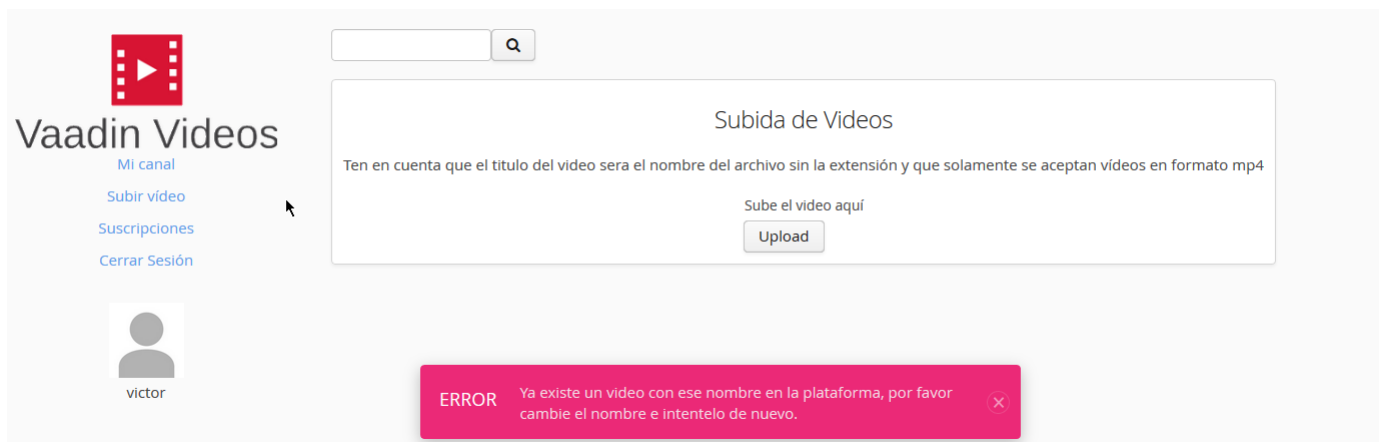 Vaadin Videos
Mi canal
Subir vídeo
Suscripciones
Cerrar Sesión
victor
Subida de Videos
Ten en cuenta que el titulo del video sera el nombre del archivo sin la extensión y que solamente se aceptan vídeos en formato mp4
Sube el video aquí
Upload
ERROR
Ya existe un video con ese nombre en la plataforma, por favor
cambie el nombre e intentelo de nuevo.